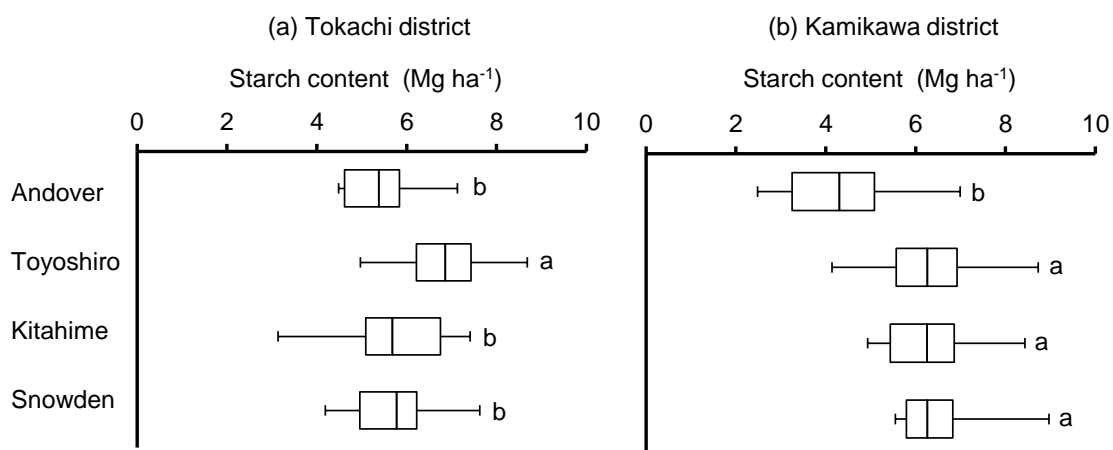 (a) Tokachi district
(b) Kamikawa district
Starch content (Mg ha⁻¹)
Starch content (Mg ha⁻¹)
0 2 4 6 8 10
0 2 4 6 8 10
Andover
b
b
Toyoshiro
a
a
Kitahime
b
a
Snowden
b
a